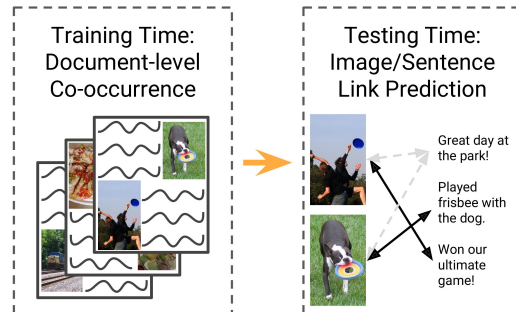 Training Time:
Document-level
Co-occurrence
Testing Time:
Image/Sentence
Link Prediction
Great day at
the park!
Played
frisbee with
the dog.
Won our
ultimate
game!